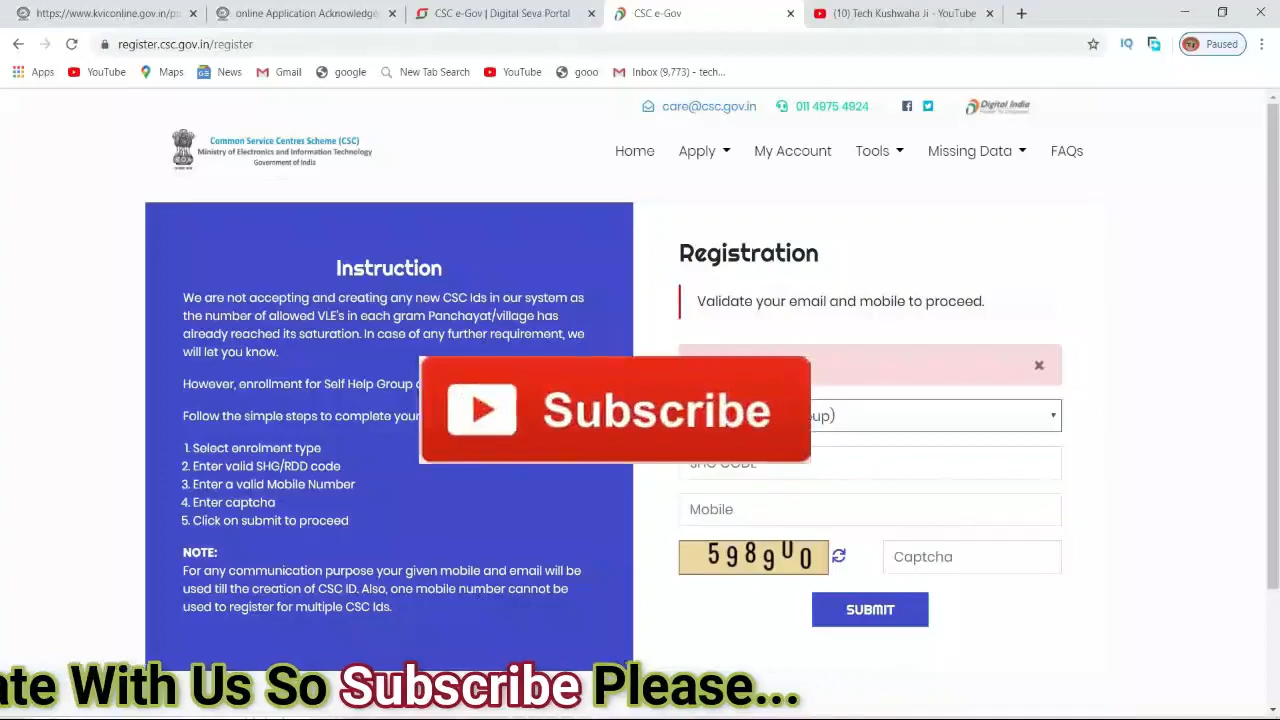 https://www.kviconline.gov.in/p
online Application Acknowledge
CSC e-Gov | Digital Seva Portal
CSC e-Gov
(10) Tech Kushwaha Ji - YouTube
register.csc.gov.in/register
IQ
Paused
Apps
YouTube
Maps
News
Gmail
google
New Tab Search
YouTube
gooo
Inbox (9,773) - tech...
care@csc.gov.in
011 4975 4924
Digital India
Power To Empower
Common Service Centres Scheme (CSC)
Ministry of Electronics and Information Technology
Government of India
Home
Apply
My Account
Tools
Missing Data
FAQs
Instruction
We are not accepting and creating any new CSC Ids in our system as
the number of allowed VLE's in each gram Panchayat/village has
already reached its saturation. In case of any further requirement, we
will let you know.
However, enrollment for Self Help Group
Follow the simple steps to complete your
1. Select enrolment type
2. Enter valid SHG/RDD code
3. Enter a valid Mobile Number
4. Enter captcha
5. Click on submit to proceed
NOTE:
For any communication purpose your given mobile and email will be
used till the creation of CSC ID. Also, one mobile number cannot be
used to register for multiple CSC Ids.
Registration
Validate your email and mobile to proceed.
Subscribe
oup)
SHG CODE
Mobile
5989U0
Captcha
SUBMIT
ate With Us So Subscribe Please...